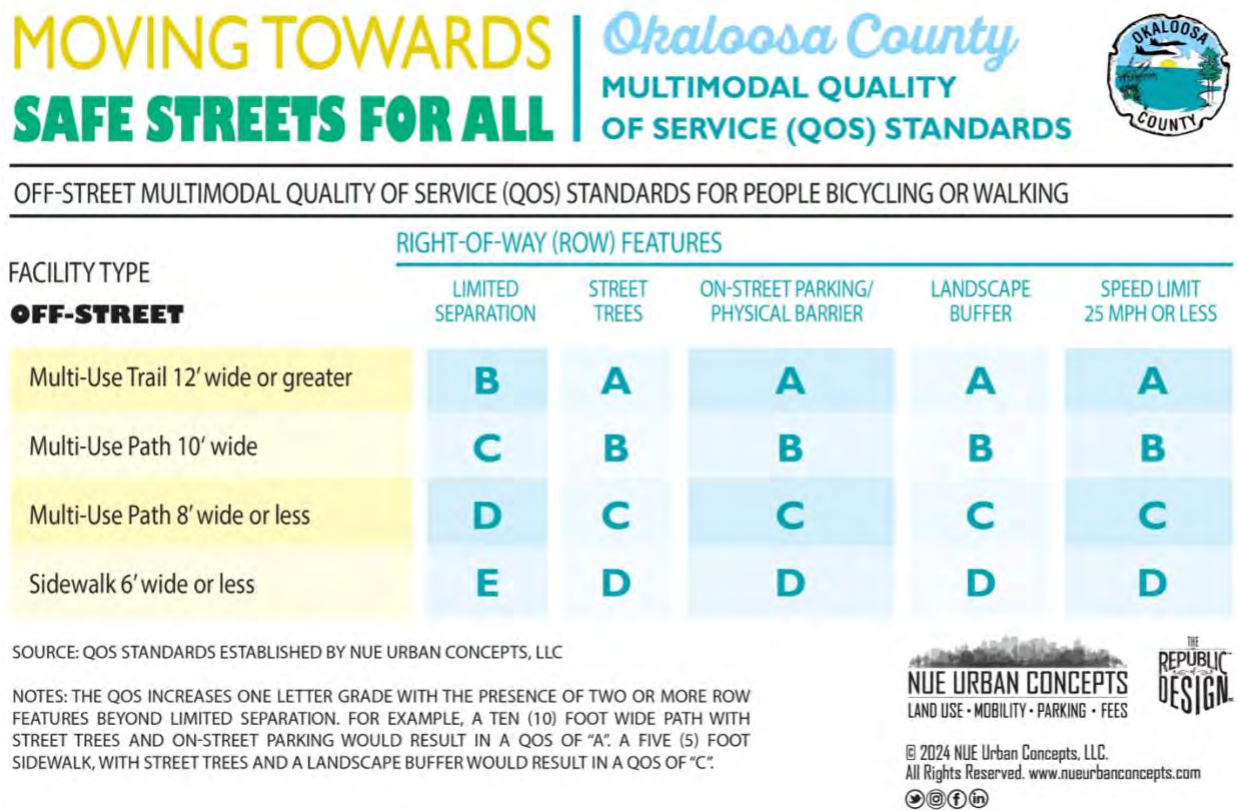 MOVING TOWARDS
SAFE STREETS FOR ALL
Okaloosa County
MULTIMODAL QUALITY
OF SERVICE (QOS) STANDARDS
OKALOOSA
COUNTY
OFF-STREET MULTIMODAL QUALITY OF SERVICE (QOS) STANDARDS FOR PEOPLE BICYCLING OR WALKING
RIGHT-OF-WAY (ROW) FEATURES
FACILITY TYPE
OFF-STREET
LIMITED
SEPARATION
STREET
TREES
ON-STREET PARKING/
PHYSICAL BARRIER
LANDSCAPE
BUFFER
SPEED LIMIT
25 MPH OR LESS
Multi-Use Trail 12' wide or greater B A A A A
Multi-Use Path 10' wide C B B B B
Multi-Use Path 8' wide or less D C C C C
Sidewalk 6' wide or less E D D D D
SOURCE: QOS STANDARDS ESTABLISHED BY NUE URBAN CONCEPTS, LLC
NOTES: THE QOS INCREASES ONE LETTER GRADE WITH THE PRESENCE OF TWO OR MORE ROW
FEATURES BEYOND LIMITED SEPARATION. FOR EXAMPLE, A TEN (10) FOOT WIDE PATH WITH
STREET TREES AND ON-STREET PARKING WOULD RESULT IN A QOS OF "A". A FIVE (5) FOOT
SIDEWALK, WITH STREET TREES AND A LANDSCAPE BUFFER WOULD RESULT IN A QOS OF "C".
NUE URBAN CONCEPTS
LAND USE • MOBILITY • PARKING • FEES
THE
REPUBLIC
of
DESIGN
© 2024 NUE Urban Concepts, LLC.
All Rights Reserved. www.nueurbanconcepts.com